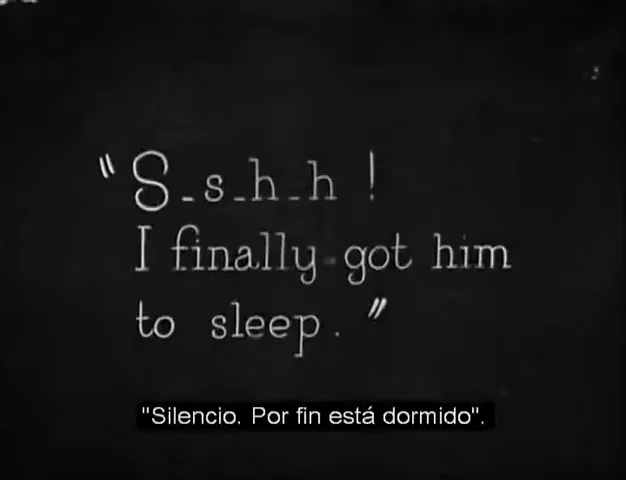 "S-s-h-h !
I finally got him
to sleep."
"Silencio. Por fin está dormido".